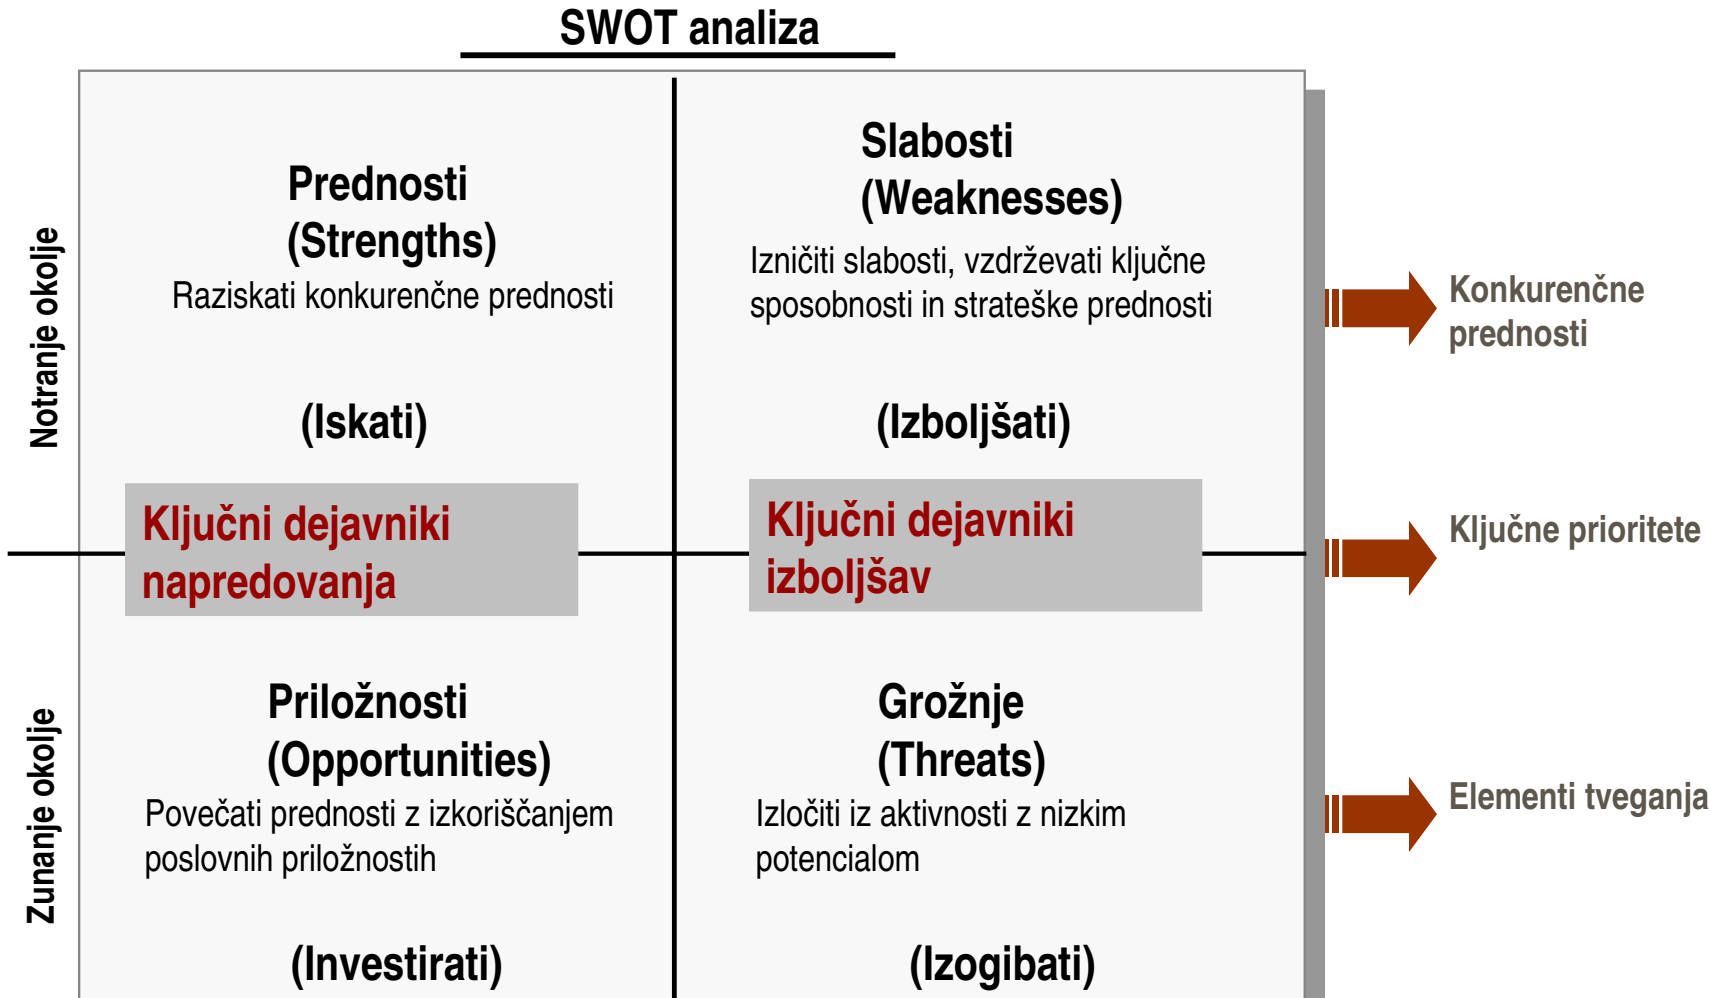 SWOT analiza
Notranje okolje
Prednosti
(Strengths)
Raziskati konkurenčne prednosti
(Iskati)
Slabosti
(Weaknesses)
Izničiti slabosti, vzdrževati ključne
sposobnosti in strateške prednosti
(Izboljšati)
Ključni dejavniki
napredovanja
Ključni dejavniki
izboljšav
Zunanje okolje
Priložnosti
(Opportunities)
Povečati prednosti z izkoriščanjem
poslovnih priložnostih
(Investirati)
Grožnje
(Threats)
Izločiti iz aktivnosti z nizkim
potencialom
(Izogibati)
Konkurenčne
prednosti
Ključne prioritete
Elementi tveganja